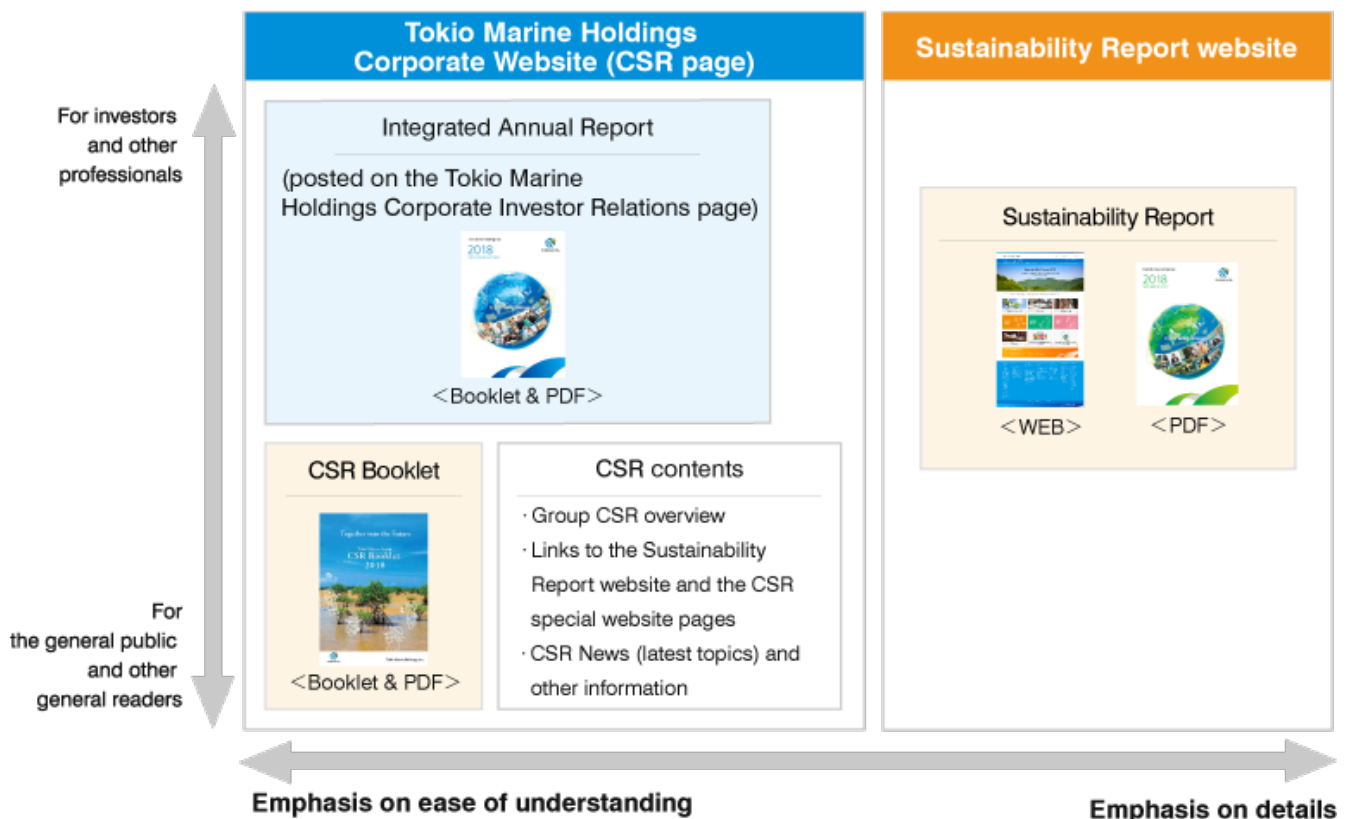 Tokio Marine Holdings
Corporate Website (CSR page)
Sustainability Report website
For investors
and other
professionals
Integrated Annual Report
(posted on the Tokio Marine
Holdings Corporate Investor Relations page)
2018
<Booklet & PDF>
Sustainability Report
2018
<WEB>
<PDF>
CSR Booklet
Together into the Future
CSR Booklet
2018
<Booklet & PDF>
CSR contents
· Group CSR overview
· Links to the Sustainability
Report website and the CSR
special website pages
· CSR News (latest topics) and
other information
For
the general public
and other
general readers
Emphasis on ease of understanding
Emphasis on details